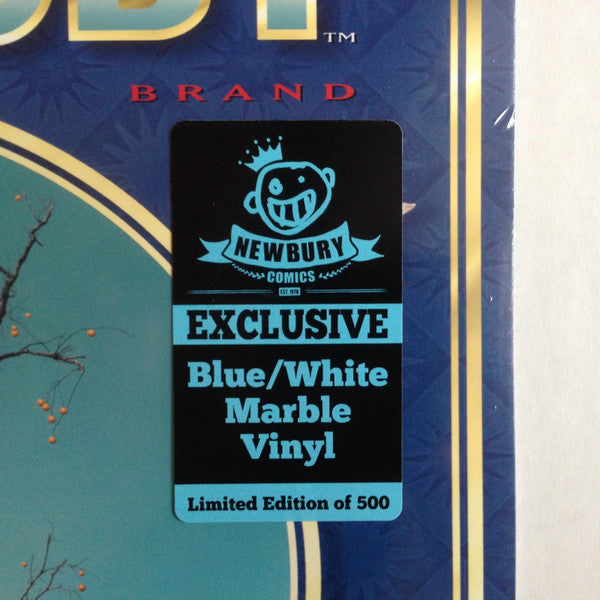 TM
BRAND
NEWBURY
COMICS
EST. 1978
EXCLUSIVE
Blue/White
Marble
Vinyl
Limited Edition of 500